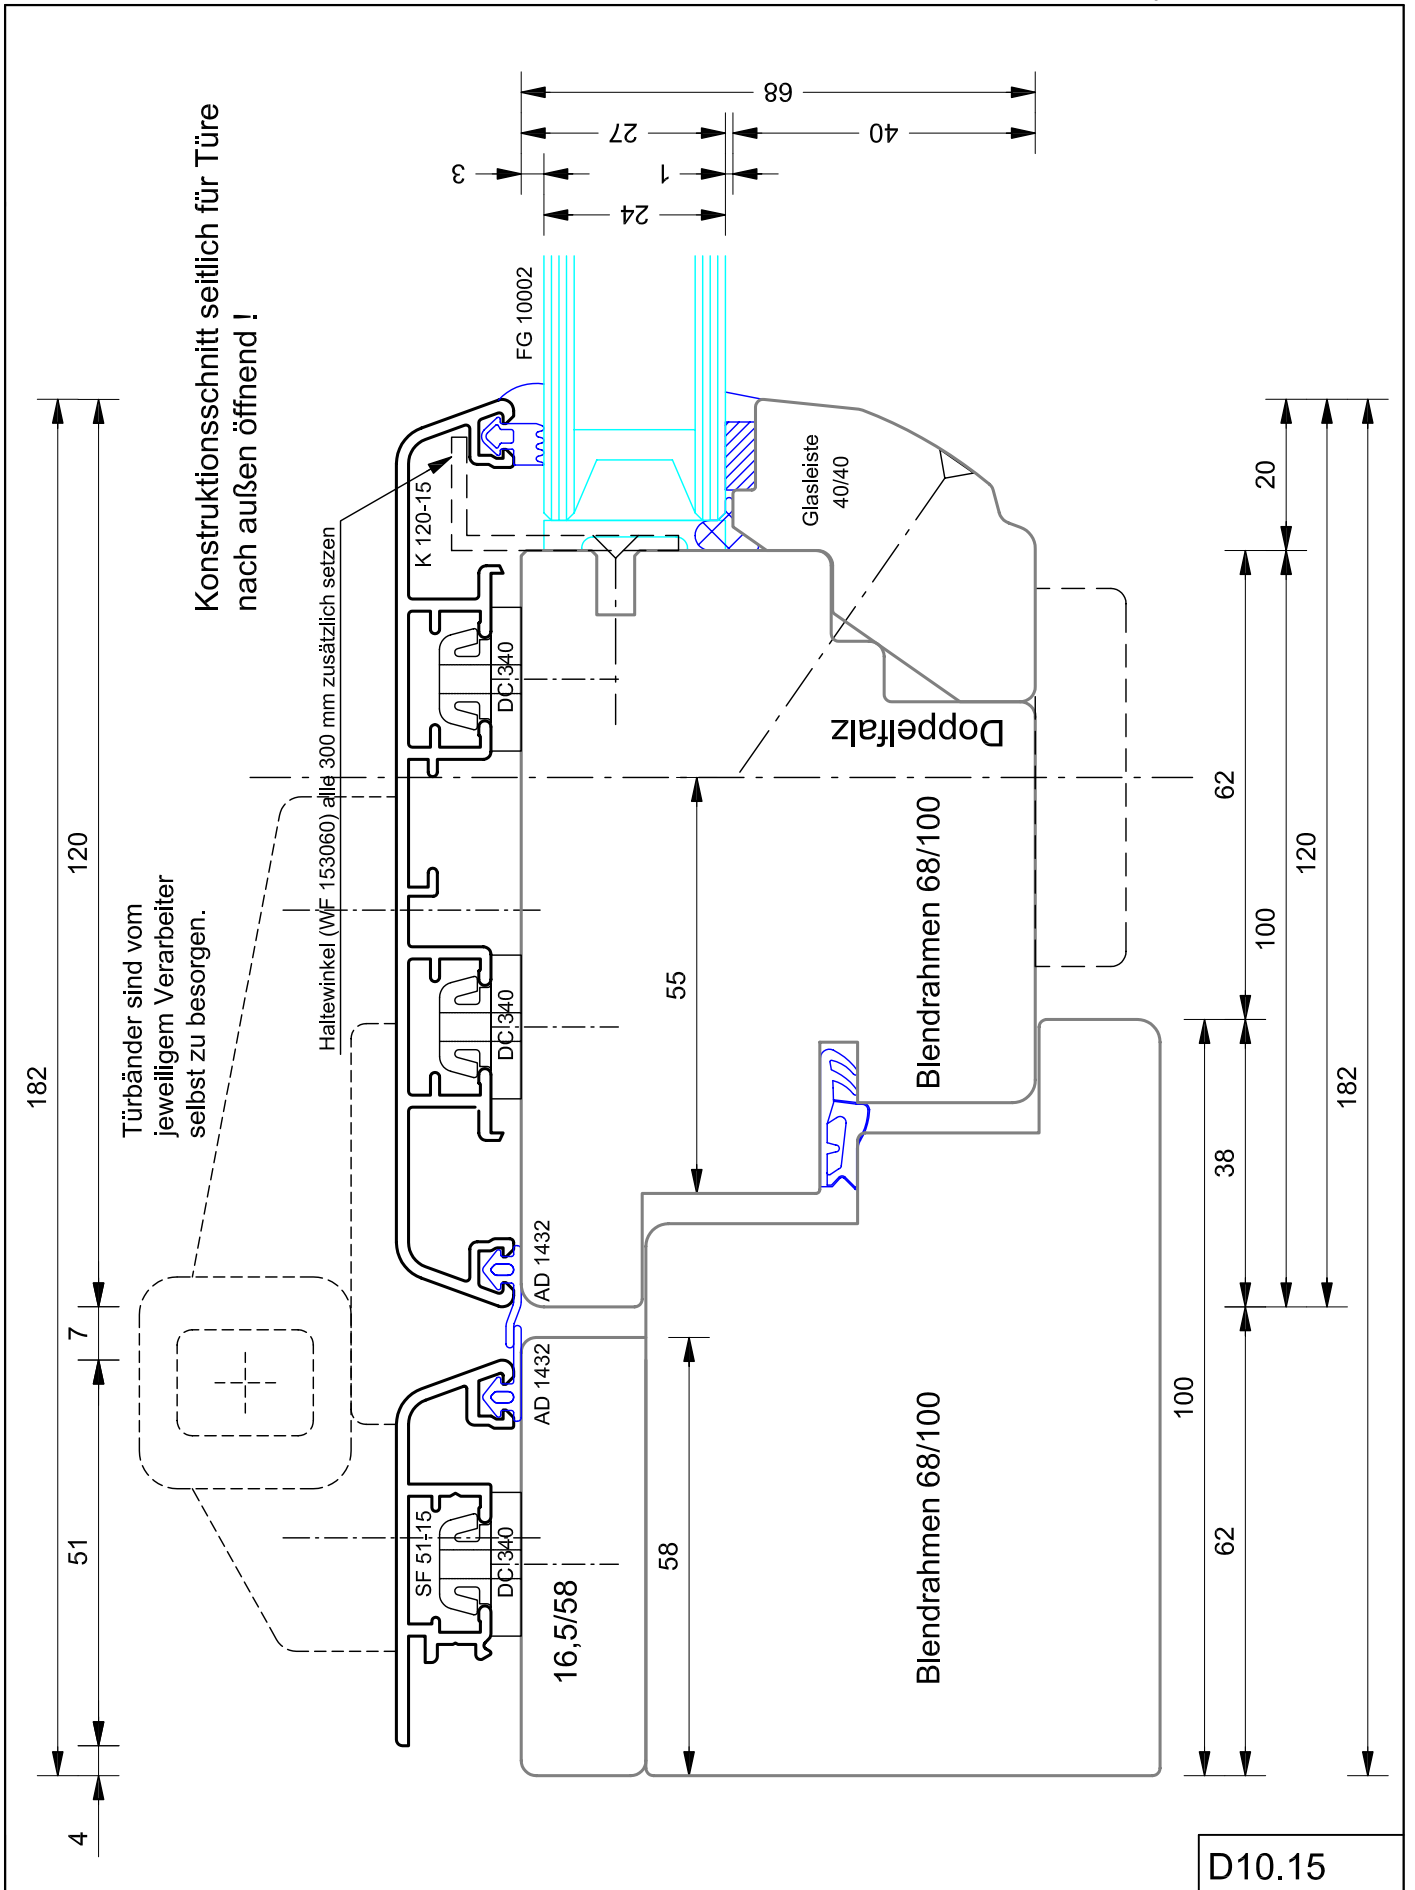 Konstruktionsschnitt seitlich für Türe
nach außen öffnend !
68
27
40
3
1
24
FG 10002
182
120
7
51
4
Türbänder sind vom
jeweiligem Verarbeiter
selbst zu besorgen.
Haltewinkel (WF 153060) alle 300 mm zusätzlich setzen
K 120-15
DC 340
DC 340
AD 1432
AD 1432
SF 51-15
DC 340
16,5/58
Glasleiste
40/40
Doppelfalz
Blendrahmen 68/100
55
58
Blendrahmen 68/100
20
62
120
100
38
182
100
62
D10.15